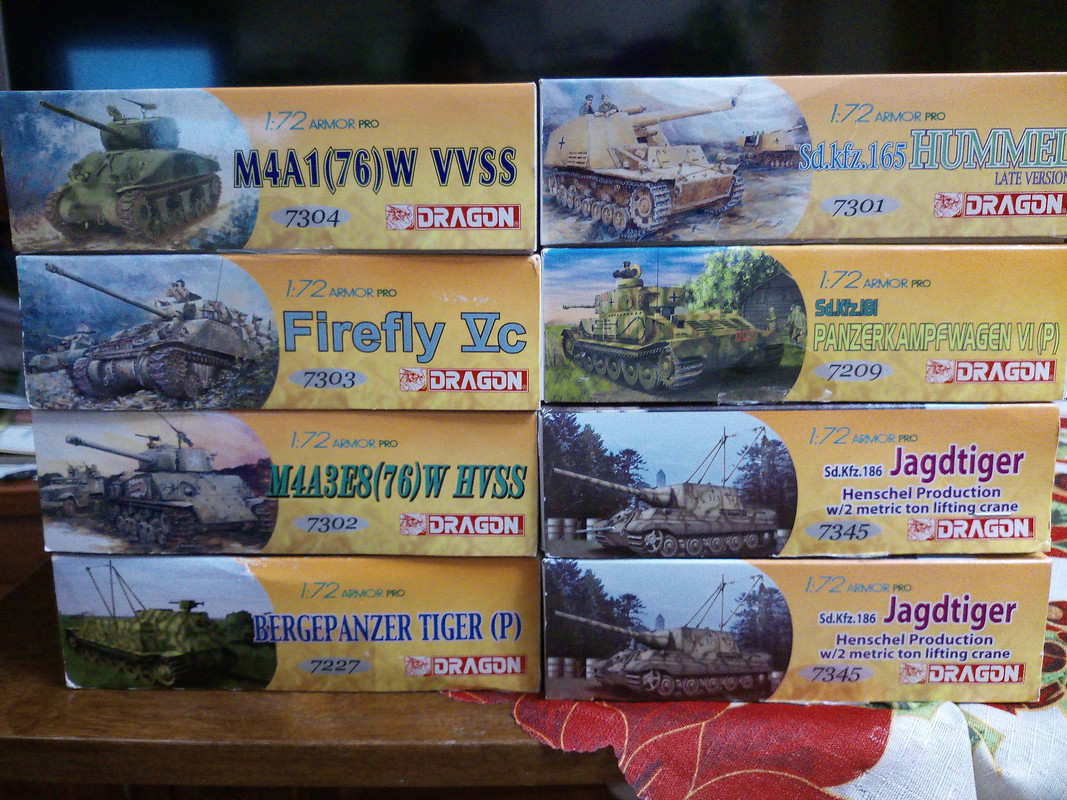 1:72 ARMOR PRO
M4A1(76)W VVSS
7304 DRAGON
1:72 ARMOR PRO
Firefly Vc
7303 DRAGON
1:72 ARMOR PRO
M4A3E8(76)W HVSS
7302 DRAGON
1:72 ARMOR PRO
BERGEPANZER TIGER (P)
7227 DRAGON
1:72 ARMOR PRO
Sd.kfz.165 HUMMEL
LATE VERSION
7301 DRAGON
1:72 ARMOR PRO
Sd.Kfz.181
PANZERKAMPFWAGEN VI (P)
7209 DRAGON
1:72 ARMOR PRO
Sd.Kfz.186 Jagdtiger
Henschel Production
w/2 metric ton lifting crane
7345 DRAGON
1:72 ARMOR PRO
Sd.Kfz.186 Jagdtiger
Henschel Production
w/2 metric ton lifting crane
7345 DRAGON